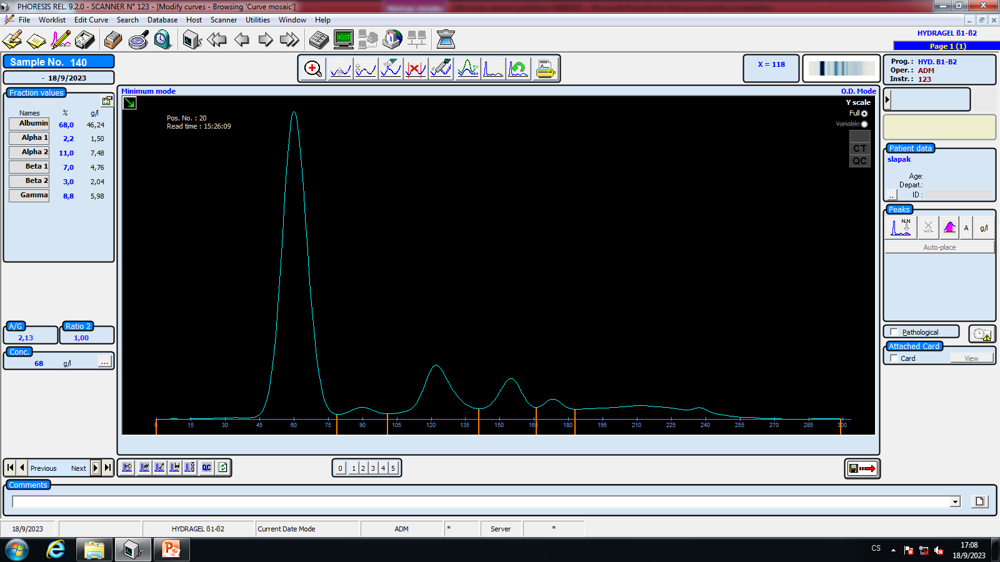 PHORESIS REL. 9.2.0 - SCANNER N° 123 - [Modify curves - Browsing 'Curve mosaic']
File Worklist Edit Curve Search Database Host Scanner Utilities Window Help
HOST
HYDRAGEL ß1-ß2
Page 1 (1)
Sample No. 140
- 18/9/2023
X = 118
Prog.: HYD. B1-B2
Oper.: ADM
Instr.: 123
Fraction values
Names % g/l
Albumin 68,0 46,24
Alpha 1 2,2 1,50
Alpha 2 11,0 7,48
Beta 1 7,0 4,76
Beta 2 3,0 2,04
Gamma 8,8 5,98
A/G
2,13
Ratio 2
1,00
Conc.
68 g/l ...
Minimum mode
O.D. Mode
Pos. No. : 20
Read time : 15:26:09
Y scale
Full
Variable
CT
QC
0 15 30 45 60 75 90 105 120 135 150 165 180 195 210 225 240 255 270 285 300
Patient data
slapak
Age:
Depart.:
.. ID :
Peaks
N.N
A g/l
Auto-place
Pathological
Attached Card
Card View
Previous Next
QC
0 1 2 3 4 5
Comments
18/9/2023 HYDRAGEL ß1-ß2 Current Date Mode ADM * Server *
CS
17:08
18/9/2023